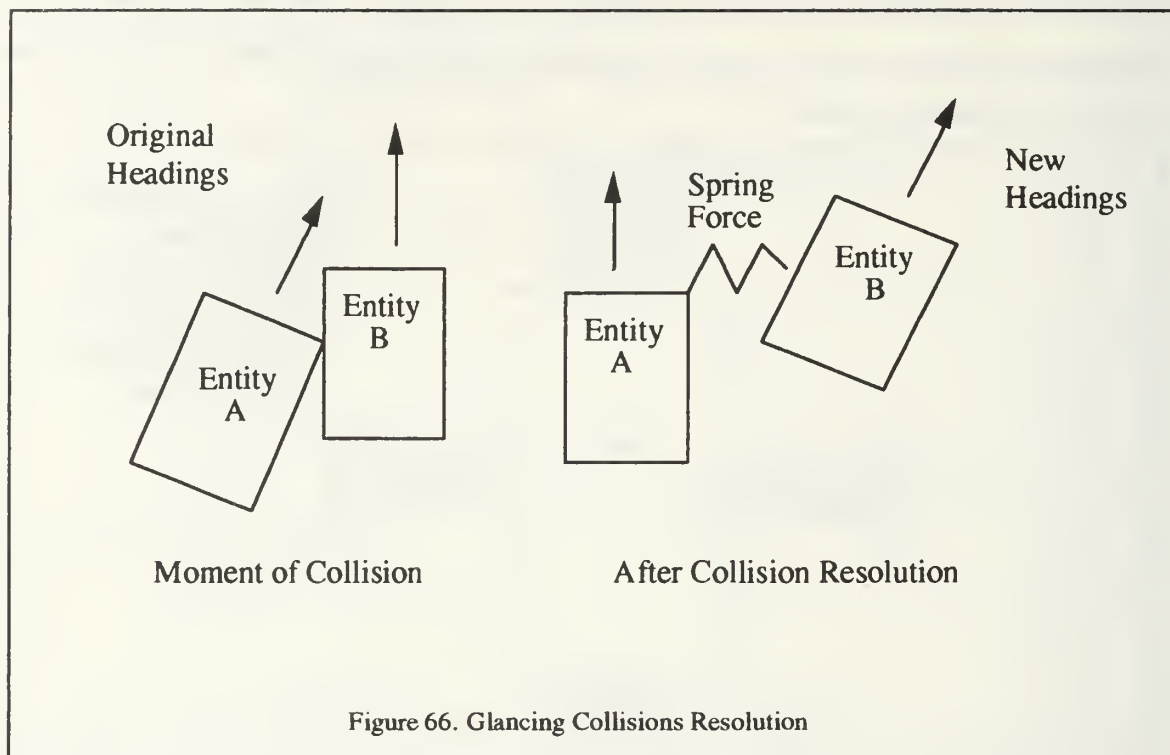 Original
Headings
Entity
A
Entity
B
Moment of Collision
Spring
Force
Entity
A
Entity
B
New
Headings
After Collision Resolution
Figure 66. Glancing Collisions Resolution